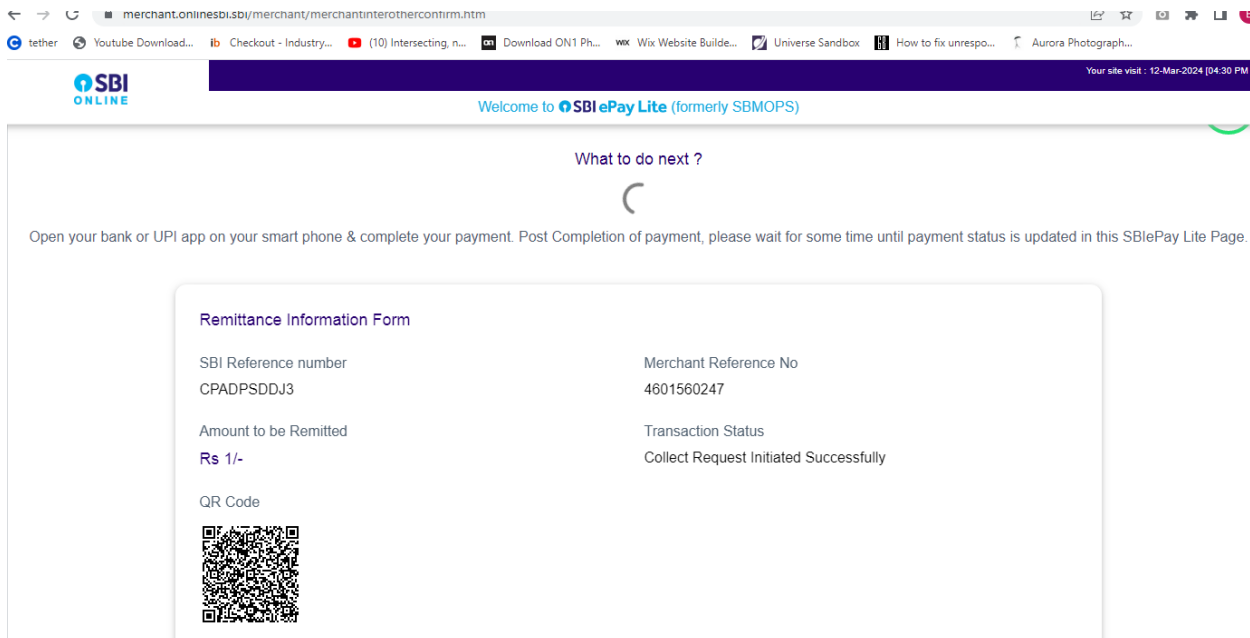 merchant.onlinesbi.sbi/merchant/merchantinterotherconfirm.htm
tether Youtube Download... ib Checkout - Industry... (10) Intersecting, n... on Download ON1 Ph... WIX Wix Website Builde... Universe Sandbox How to fix unrespo... Aurora Photograph...
Your site visit : 12-Mar-2024 [04:30 PM
SBI
ONLINE
Welcome to SBI ePay Lite (formerly SBMOPS)
What to do next ?
Open your bank or UPI app on your smart phone & complete your payment. Post Completion of payment, please wait for some time until payment status is updated in this SBIePay Lite Page.
Remittance Information Form
SBI Reference number Merchant Reference No
CPADPSDDJ3 4601560247
Amount to be Remitted Transaction Status
Rs 1/- Collect Request Initiated Successfully
QR Code